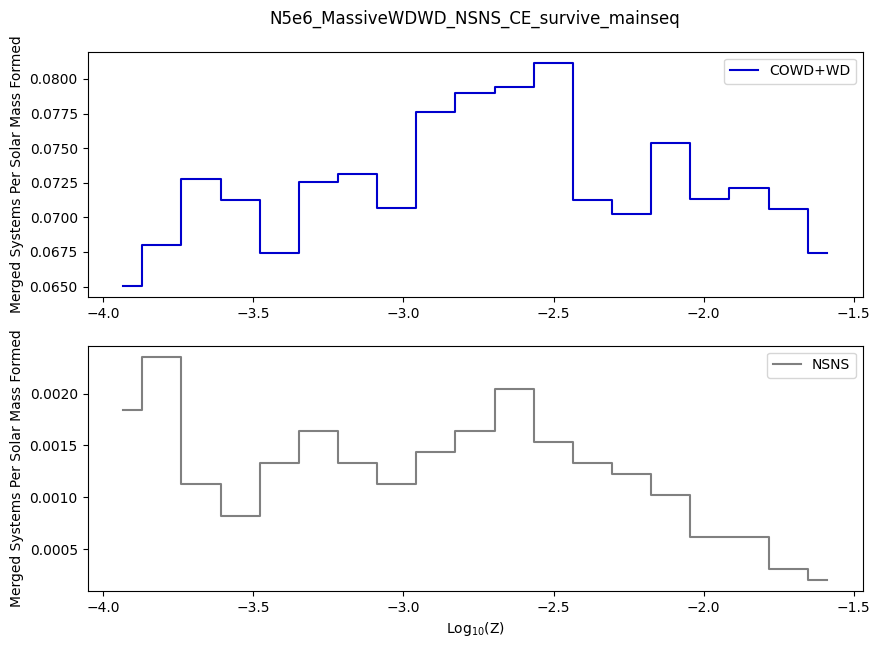 N5e6_MassiveWDWD_NSNS_CE_survive_mainseq
Merged Systems Per Solar Mass Formed
0.0800
0.0775
0.0750
0.0725
0.0700
0.0675
0.0650
COWD+WD
−4.0 −3.5 −3.0 −2.5 −2.0 −1.5
Merged Systems Per Solar Mass Formed
0.0020
0.0015
0.0010
0.0005
NSNS
−4.0 −3.5 −3.0 −2.5 −2.0 −1.5
Log₁₀(Z)